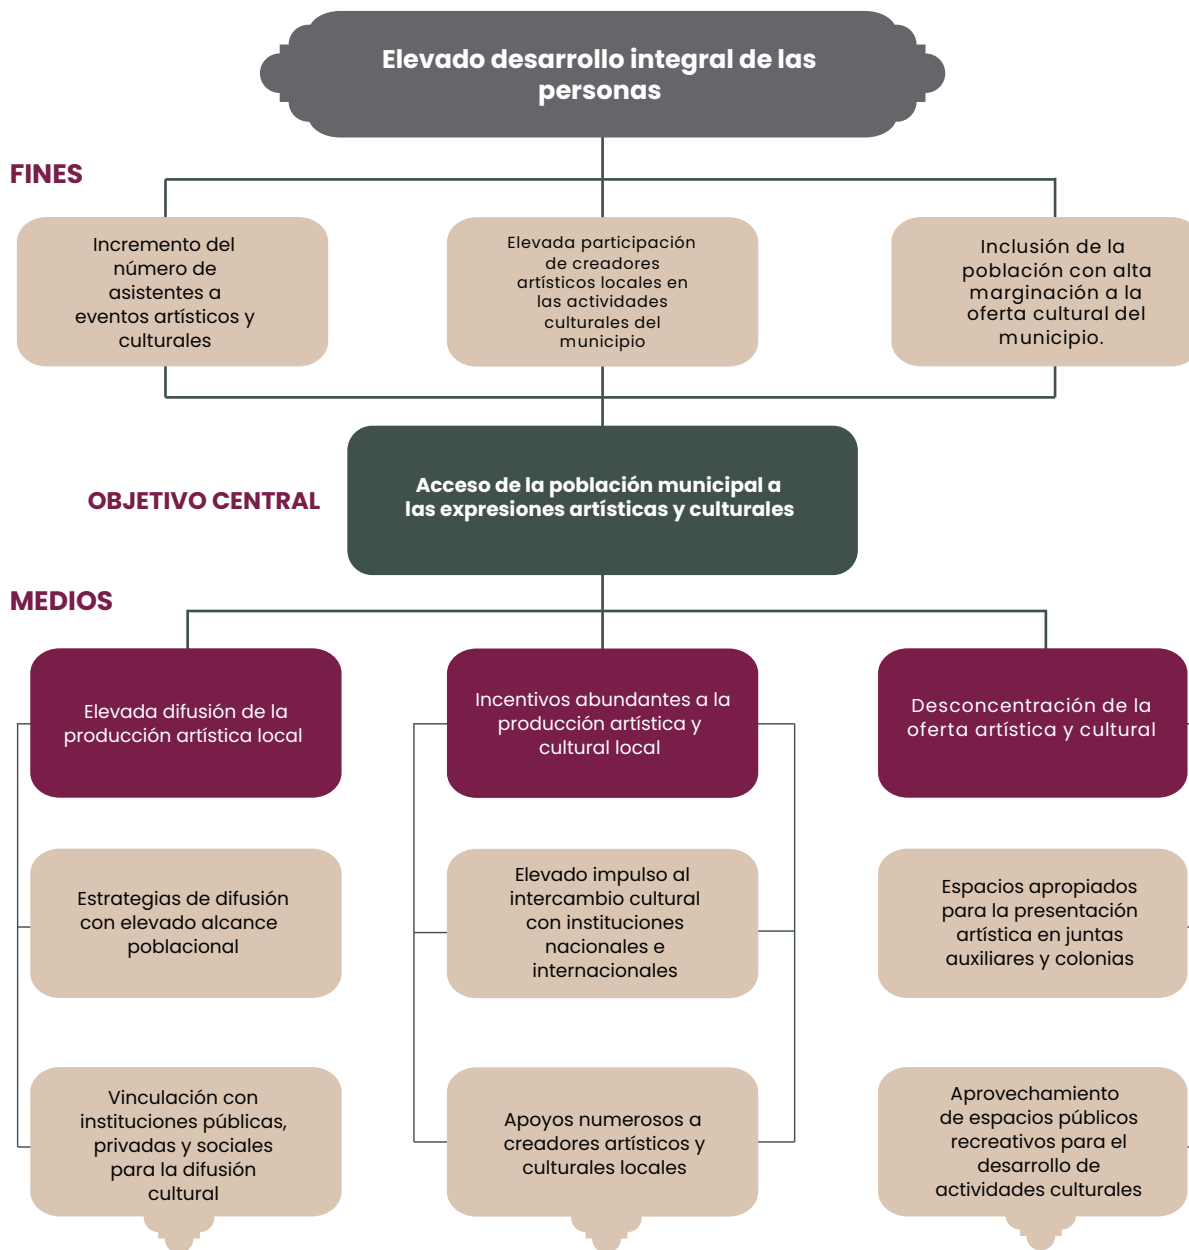 Elevado desarrollo integral de las
personas
FINES
Incremento del
número de
asistentes a
eventos artísticos y
culturales
Elevada participación
de creadores
artísticos locales en
las actividades
culturales del
municipio
Inclusión de la
población con alta
marginación a la
oferta cultural del
municipio.
OBJETIVO CENTRAL
Acceso de la población municipal a
las expresiones artísticas y culturales
MEDIOS
Elevada difusión de la
producción artística local
Incentivos abundantes a la
producción artística y
cultural local
Desconcentración de la
oferta artística y cultural
Estrategias de difusión
con elevado alcance
poblacional
Elevado impulso al
intercambio cultural
con instituciones
nacionales e
internacionales
Espacios apropiados
para la presentación
artística en juntas
auxiliares y colonias
Vinculación con
instituciones públicas,
privadas y sociales
para la difusión
cultural
Apoyos numerosos a
creadores artísticos y
culturales locales
Aprovechamiento
de espacios públicos
recreativos para el
desarrollo de
actividades culturales